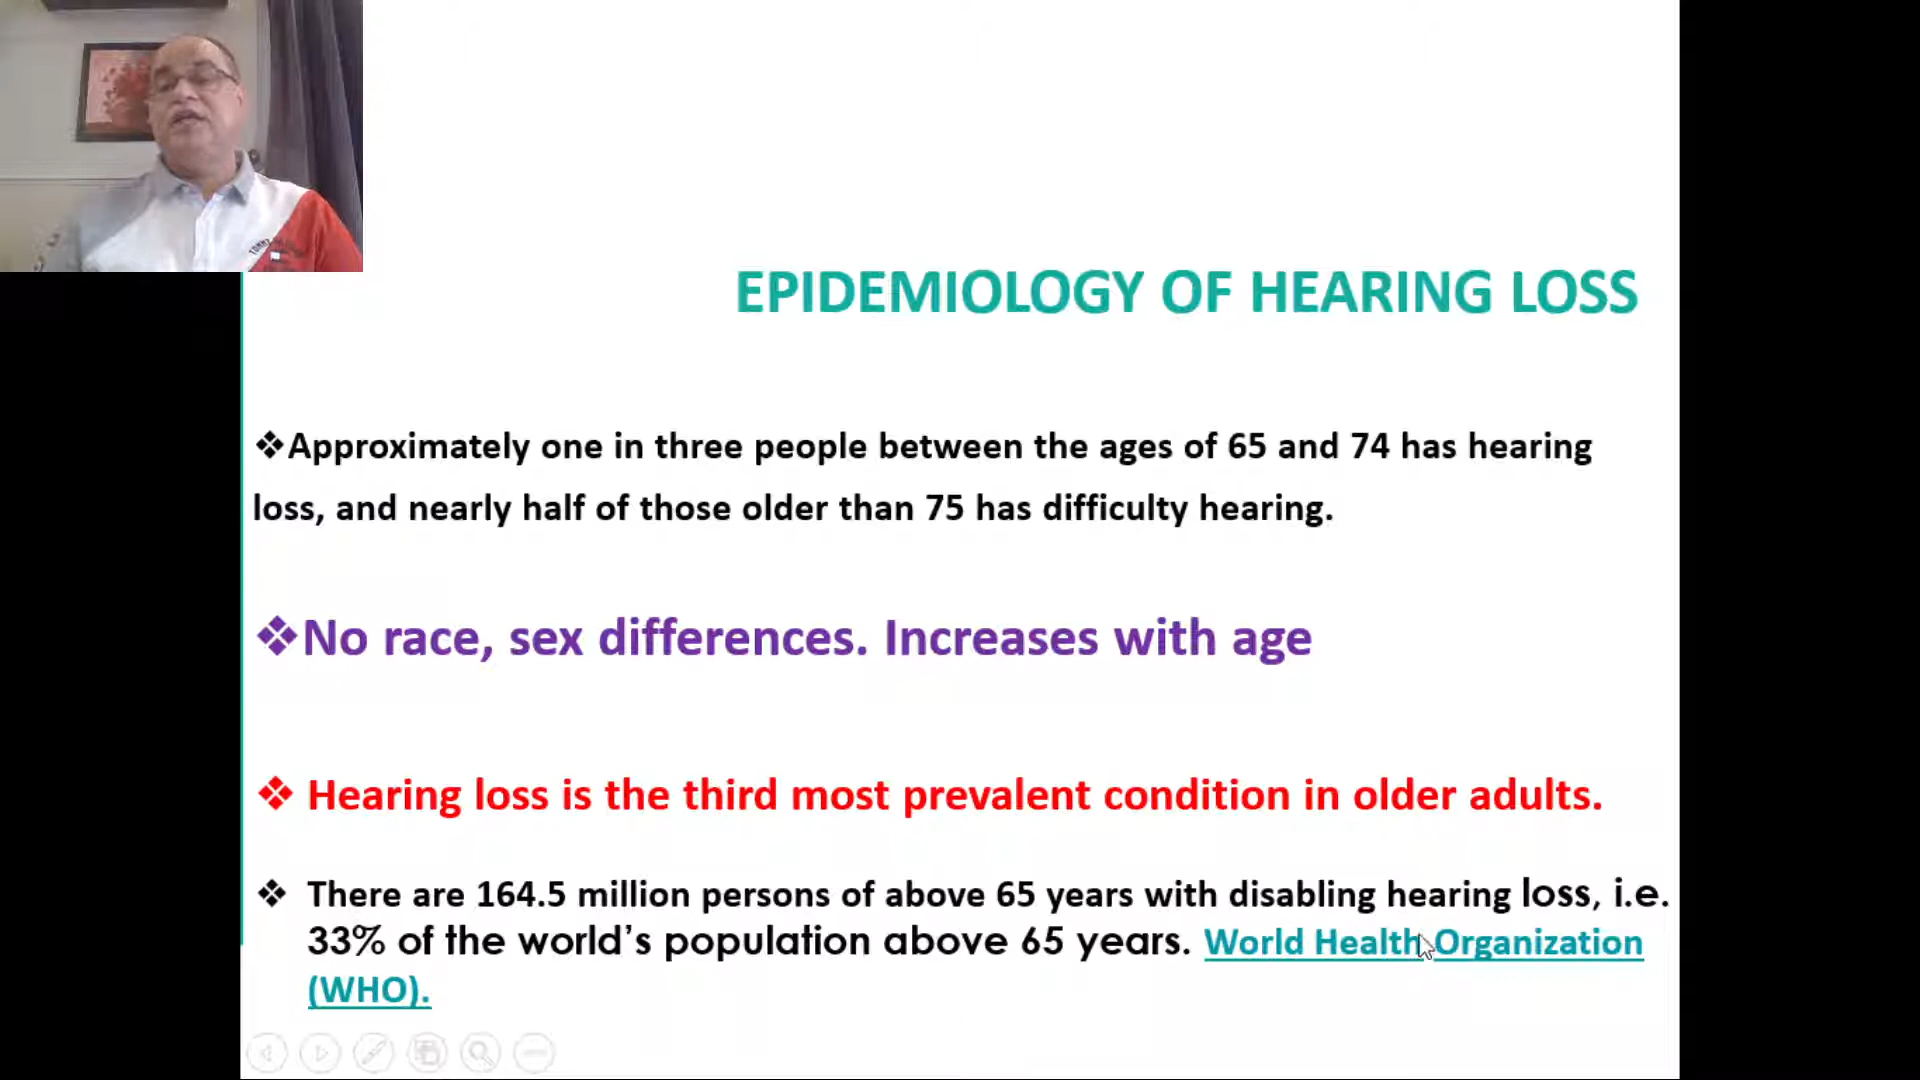 EPIDEMIOLOGY OF HEARING LOSS
❖Approximately one in three people between the ages of 65 and 74 has hearing
loss, and nearly half of those older than 75 has difficulty hearing.
❖No race, sex differences. Increases with age
❖ Hearing loss is the third most prevalent condition in older adults.
❖ There are 164.5 million persons of above 65 years with disabling hearing loss, i.e.
33% of the world’s population above 65 years. World Health Organization
(WHO).